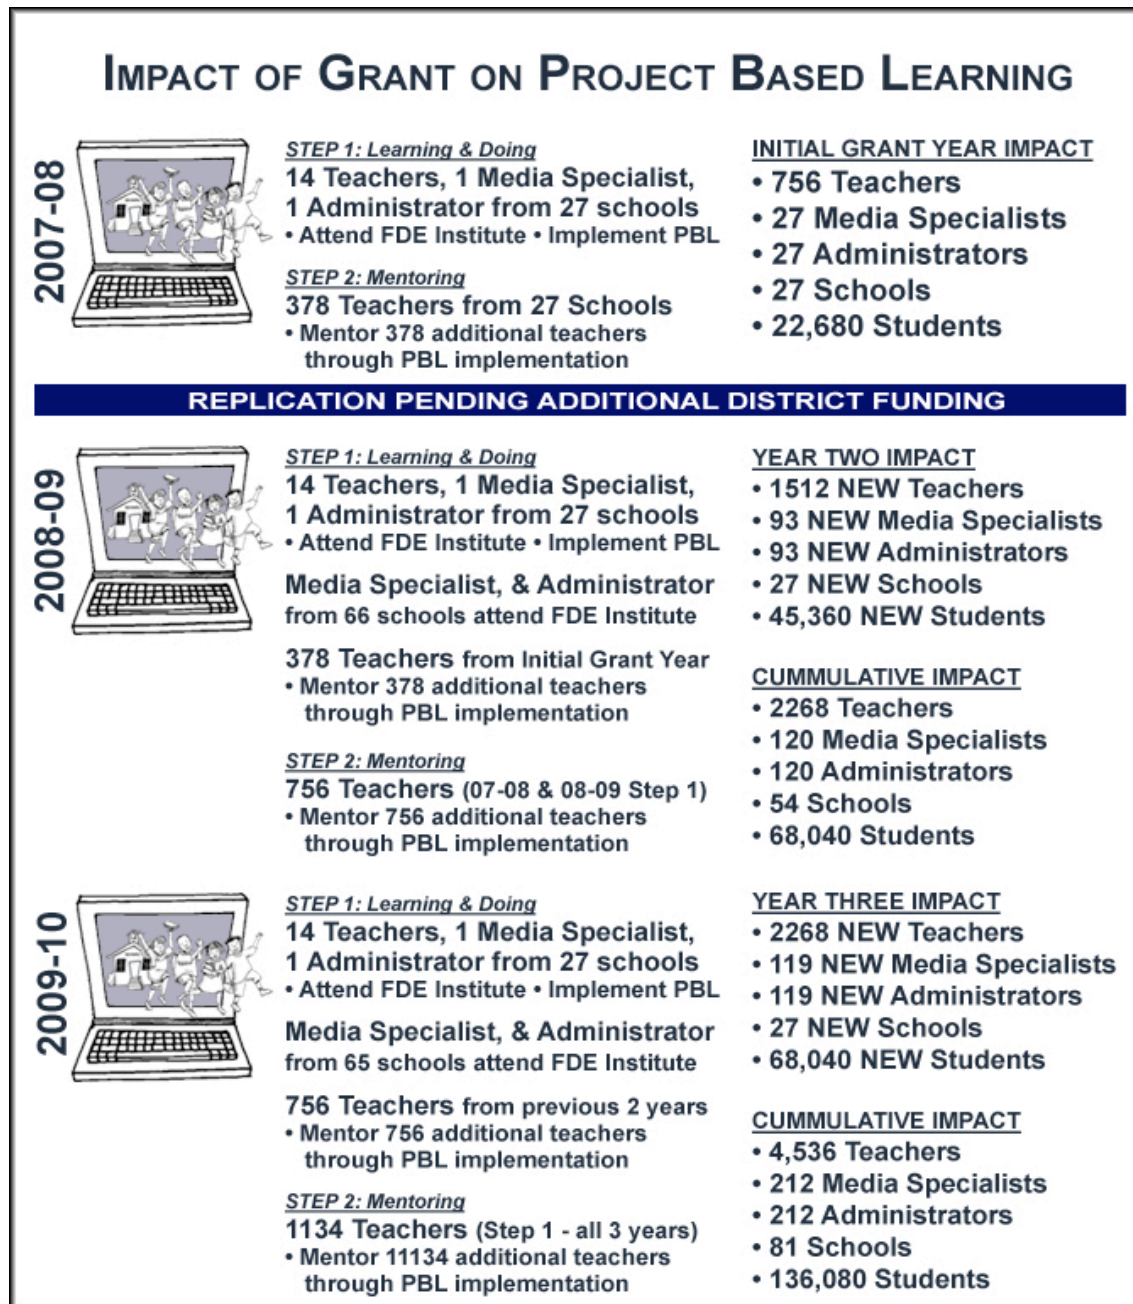 IMPACT OF GRANT ON PROJECT BASED LEARNING
2007-08
STEP 1: Learning & Doing
14 Teachers, 1 Media Specialist,
1 Administrator from 27 schools
• Attend FDE Institute • Implement PBL
STEP 2: Mentoring
378 Teachers from 27 Schools
• Mentor 378 additional teachers
through PBL implementation
INITIAL GRANT YEAR IMPACT
• 756 Teachers
• 27 Media Specialists
• 27 Administrators
• 27 Schools
• 22,680 Students
REPLICATION PENDING ADDITIONAL DISTRICT FUNDING
2008-09
STEP 1: Learning & Doing
14 Teachers, 1 Media Specialist,
1 Administrator from 27 schools
• Attend FDE Institute • Implement PBL
Media Specialist, & Administrator
from 66 schools attend FDE Institute
378 Teachers from Initial Grant Year
• Mentor 378 additional teachers
through PBL implementation
STEP 2: Mentoring
756 Teachers (07-08 & 08-09 Step 1)
• Mentor 756 additional teachers
through PBL implementation
YEAR TWO IMPACT
• 1512 NEW Teachers
• 93 NEW Media Specialists
• 93 NEW Administrators
• 27 NEW Schools
• 45,360 NEW Students
CUMMULATIVE IMPACT
• 2268 Teachers
• 120 Media Specialists
• 120 Administrators
• 54 Schools
• 68,040 Students
2009-10
STEP 1: Learning & Doing
14 Teachers, 1 Media Specialist,
1 Administrator from 27 schools
• Attend FDE Institute • Implement PBL
Media Specialist, & Administrator
from 65 schools attend FDE Institute
756 Teachers from previous 2 years
• Mentor 756 additional teachers
through PBL implementation
STEP 2: Mentoring
1134 Teachers (Step 1 - all 3 years)
• Mentor 11134 additional teachers
through PBL implementation
YEAR THREE IMPACT
• 2268 NEW Teachers
• 119 NEW Media Specialists
• 119 NEW Administrators
• 27 NEW Schools
• 68,040 NEW Students
CUMMULATIVE IMPACT
• 4,536 Teachers
• 212 Media Specialists
• 212 Administrators
• 81 Schools
• 136,080 Students